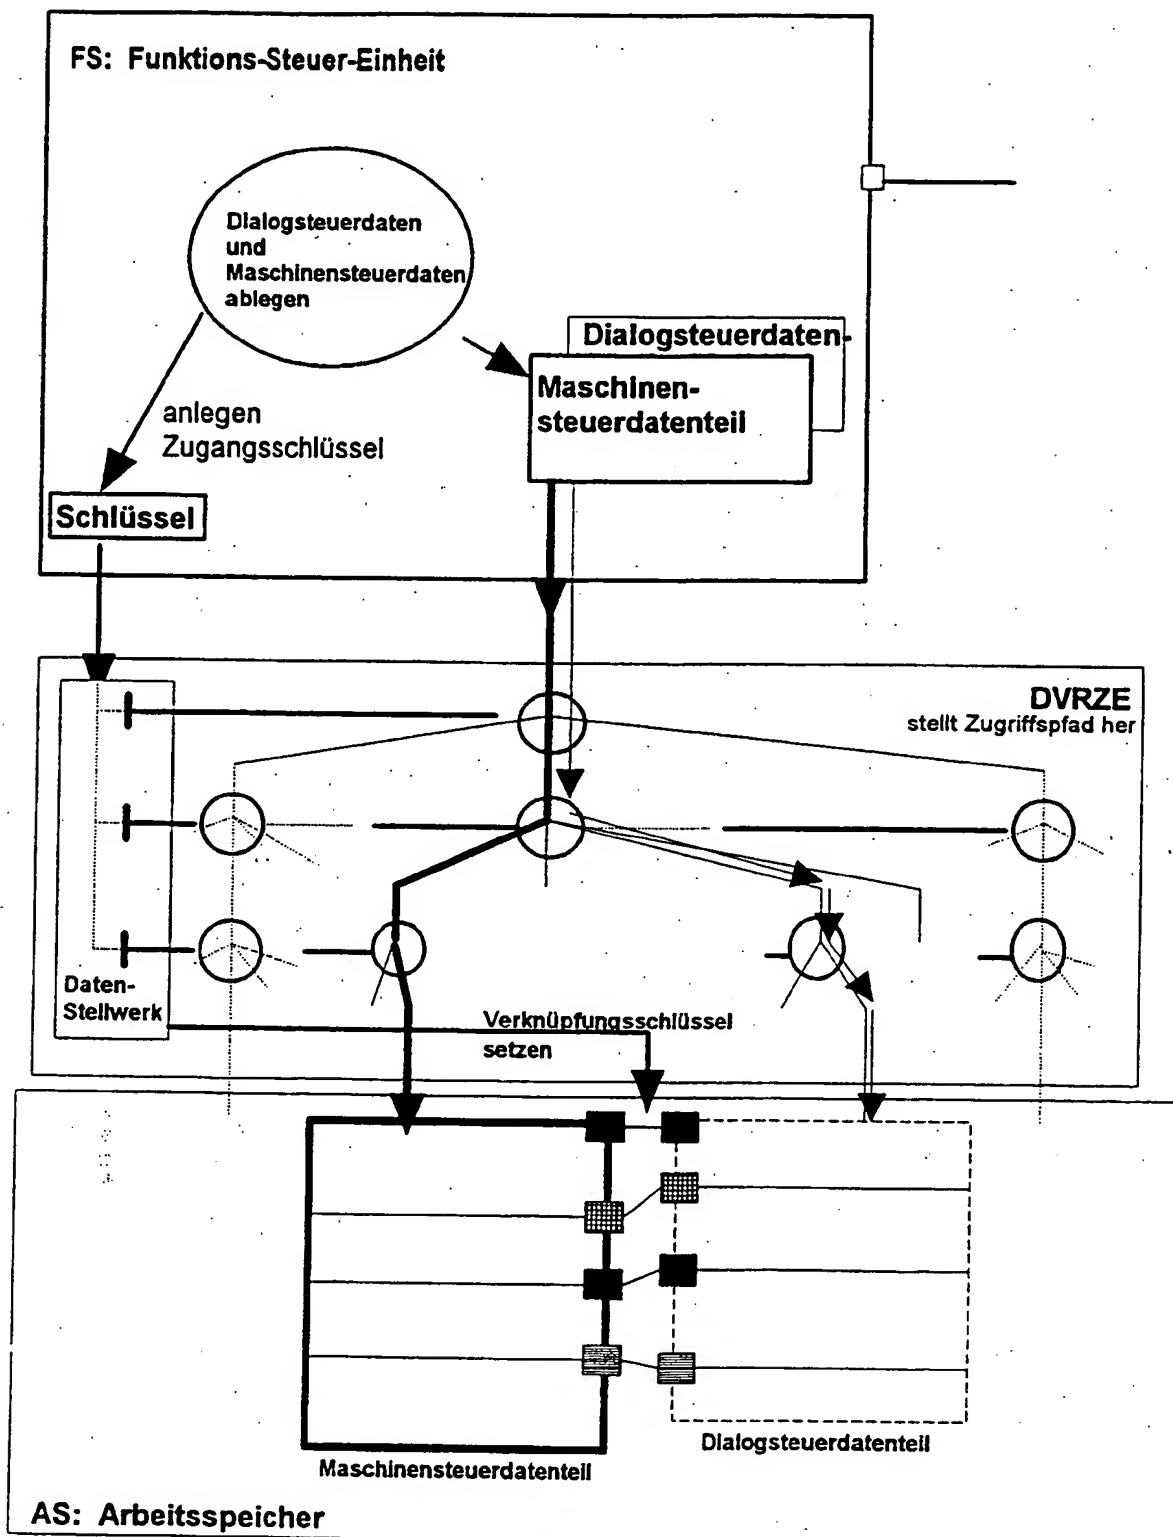 FS: Funktions-Steuer-Einheit
Dialogsteuerdaten
und
Maschinensteuerdaten
ablegen
Dialogsteuerdaten-
Maschinen-
steuerdatenteil
anlegen
Zugangsschlüssel
Schlüssel
DVRZE
stellt Zugriffspfad her
Daten-
Stellwerk
Verknüpfungsschlüssel
setzen
Dialogsteuerdatenteil
Maschinensteuerdatenteil
AS: Arbeitsspeicher